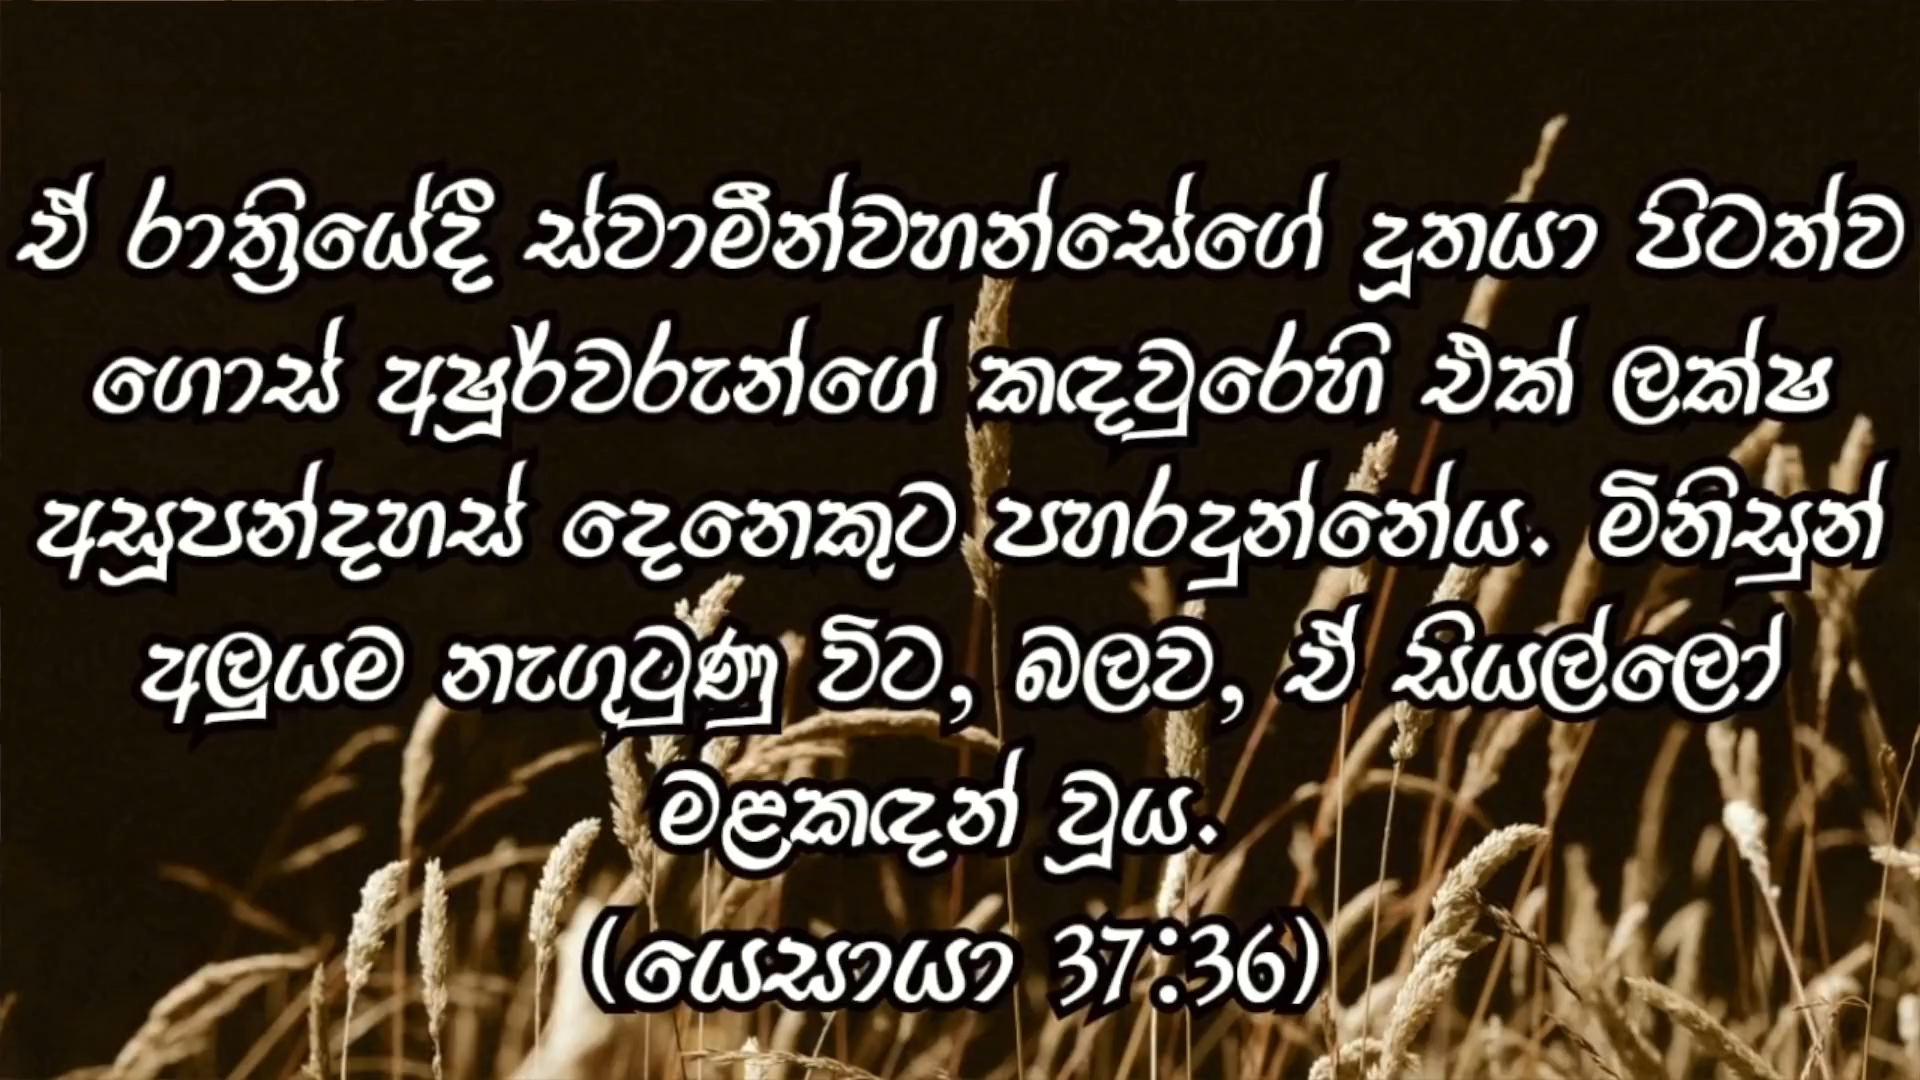 ඒ රාත්‍රියේදී ස්වාමීන්වහන්සේගේ දූතයා පිටත්ව
ගොස් අෂූර්වරුන්ගේ කඳවුරෙහි එක් ලක්ෂ
අසූපන්දහස් දෙනෙකුට පහරදුන්නේය. මිනිසුන්
අලුයම නැගුටුණු විට, බලව, ඒ සියල්ලෝ
මළකඳන් වූය.
(යෙසායා 37:36)